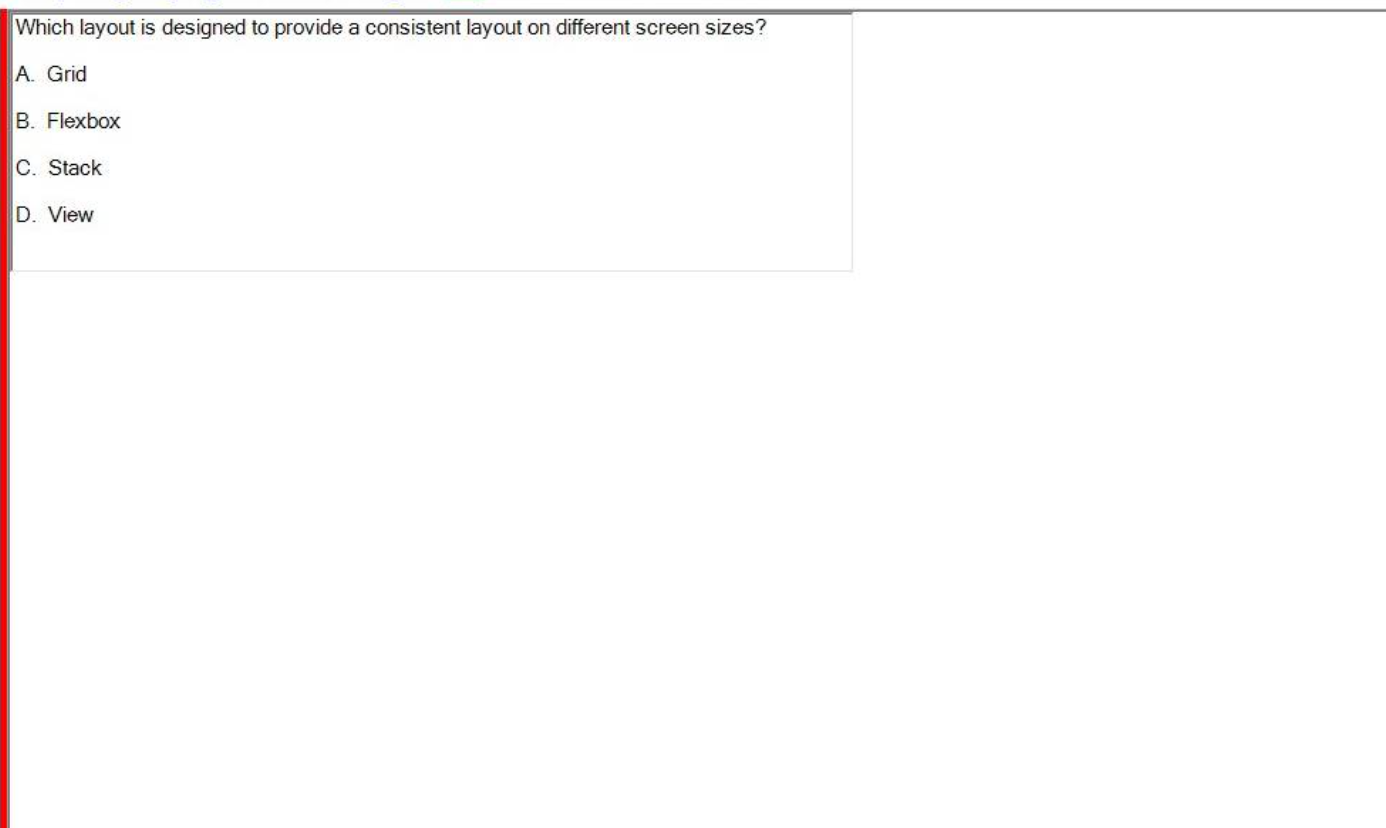 Which layout is designed to provide a consistent layout on different screen sizes?
A. Grid
B. Flexbox
C. Stack
D. View